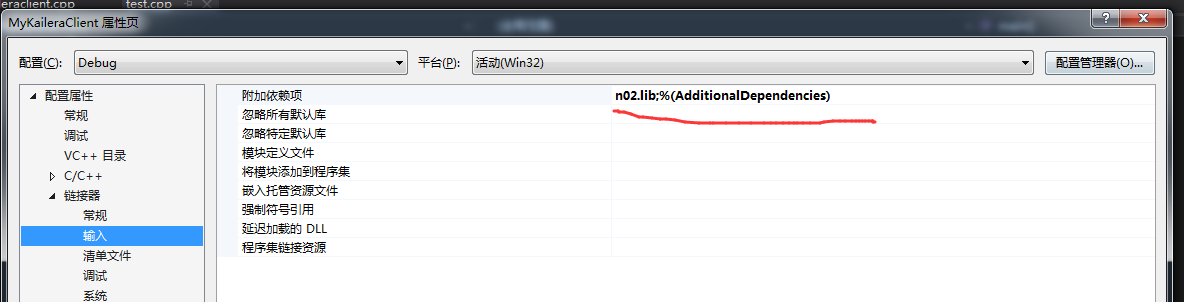 eraclient.cpp test.cpp
MyKaileraClient 属性页
配置(C): Debug 平台(P): 活动(Win32) 配置管理器(O)...
配置属性
常规
调试
VC++ 目录
C/C++
链接器
常规
输入
清单文件
调试
系统
附加依赖项 n02.lib;%(AdditionalDependencies)
忽略所有默认库
忽略特定默认库
模块定义文件
将模块添加到程序集
嵌入托管资源文件
强制符号引用
延迟加载的 DLL
程序集链接资源